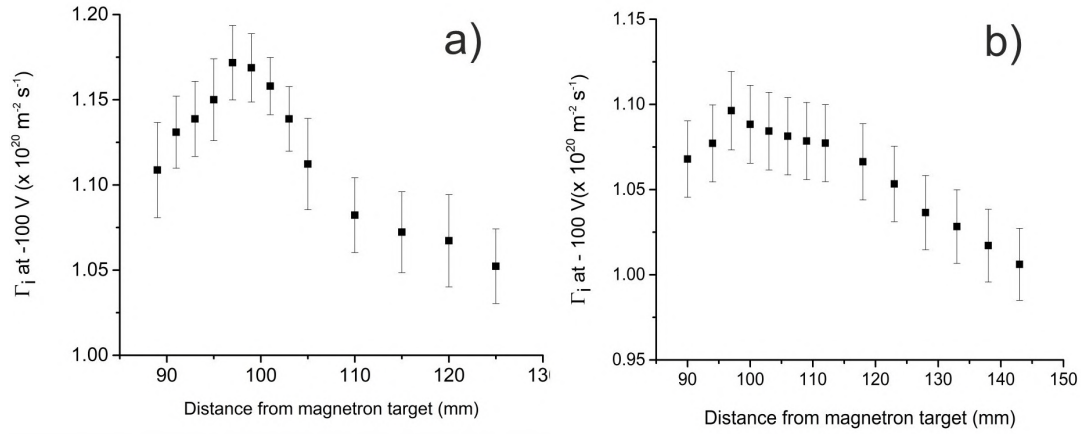 a)
1.20
1.15
1.10
1.05
1.00
Γi at -100 V (x 10²⁰ m⁻² s⁻¹)
90 100 110 120 130
Distance from magnetron target (mm)
b)
1.15
1.10
1.05
1.00
0.95
Γi at - 100 V(x 10²⁰ m⁻² s⁻¹)
90 100 110 120 130 140 150
Distance from magnetron target (mm)